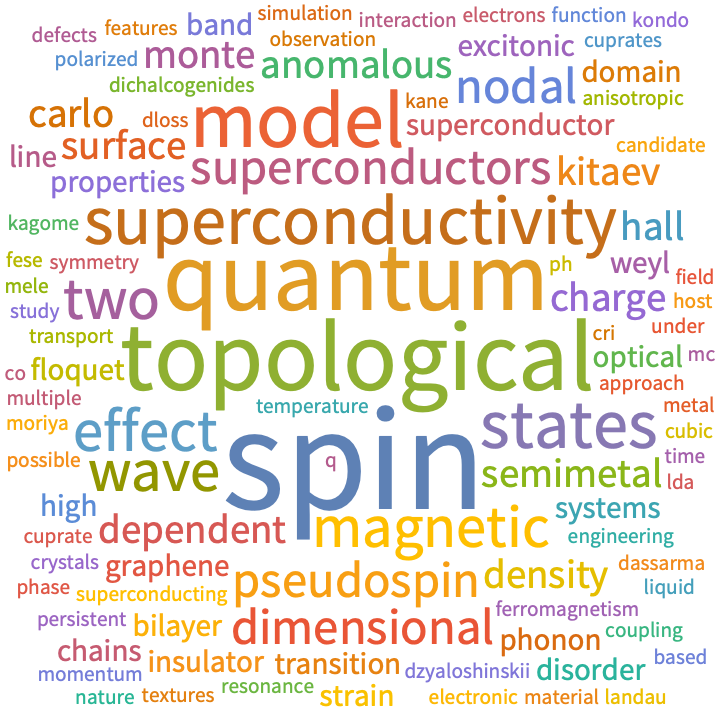 simulation interaction electrons function kondo
defects features band observation excitonic cuprates
polarized monte anomalous nodal domain
dichalcogenides anisotropic
carlo dloss model kane superconductor
line surface candidate
properties superconductors kitaev
kagome superconductivity hall
fese symmetry quantum ph weyl field
mele two charge host
study under
transport topological cri optical mc
co floquet approach
multiple temperature metal
moriya effect spin states cubic
possible wave q semimetal time
lda
high magnetic systems
cuprate dependent engineering
crystals graphene pseudospin density dassarma
phase superconducting liquid
persistent bilayer dimensional ferromagnetism
chains phonon coupling
momentum insulator transition dzyaloshinskii disorder based
nature textures resonance strain electronic material landau